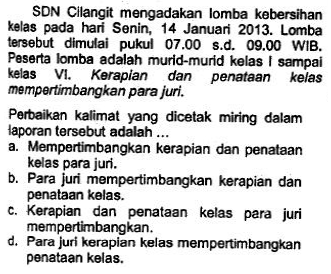 SDN Cilangit mengadakan lomba kebersihan
kelas pada hari Senin, 14 Januari 2013. Lomba
tersebut dimulai pukul 07.00 s.d. 09.00 WIB.
Peserta lomba adalah murid-murid kelas I sampai
kelas VI. Kerapian dan penataan kelas
mempertimbangkan para juri.
Perbaikan kalimat yang dicetak miring dalam
laporan tersebut adalah ...
a. Mempertimbangkan kerapian dan penataan
kelas para juri.
b. Para juri mempertimbangkan kerapian dan
penataan kelas.
c. Kerapian dan penataan kelas para juri
mempertimbangkan.
d. Para juri kerapian kelas mempertimbangkan
penataan kelas.